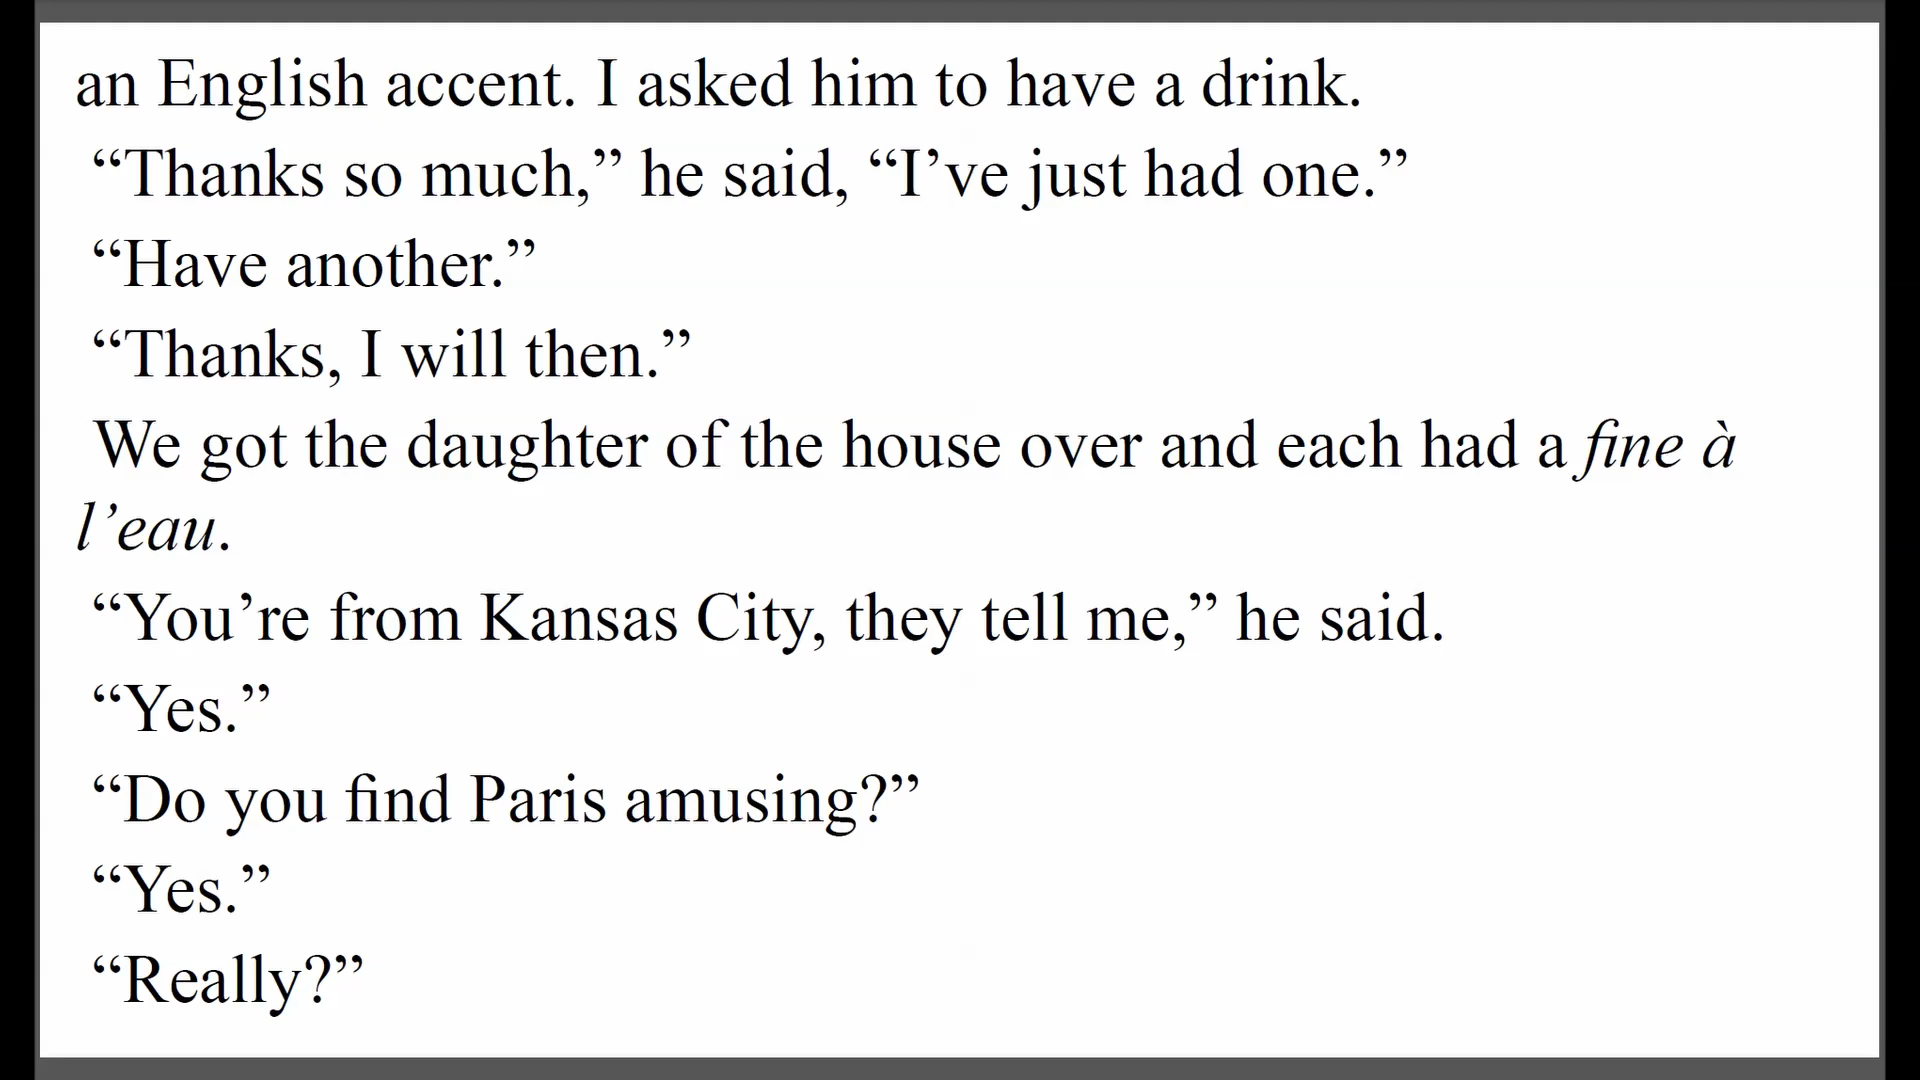 an English accent. I asked him to have a drink.
“Thanks so much,” he said, “I’ve just had one.”
“Have another.”
“Thanks, I will then.”
We got the daughter of the house over and each had a fine à
l’eau.
“You’re from Kansas City, they tell me,” he said.
“Yes.”
“Do you find Paris amusing?”
“Yes.”
“Really?”